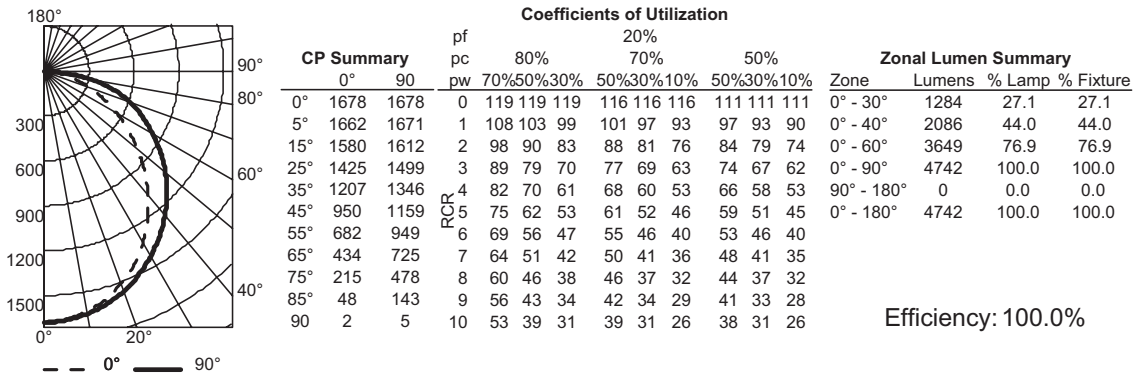 180°
90°
80°
300
60°
600
900
1200
40°
1500
0° 20°
0° 90°
CP Summary
0° 90
0° 1678 1678
5° 1662 1671
15° 1580 1612
25° 1425 1499
35° 1207 1346
45° 950 1159
55° 682 949
65° 434 725
75° 215 478
85° 48 143
90 2 5
Coefficients of Utilization
pf 20%
pc 80% 70% 50%
pw 70%50%30% 50%30%10% 50%30%10%
RCR
0 119 119 119 116 116 116 111 111 111
1 108 103 99 101 97 93 97 93 90
2 98 90 83 88 81 76 84 79 74
3 89 79 70 77 69 63 74 67 62
4 82 70 61 68 60 53 66 58 53
5 75 62 53 61 52 46 59 51 45
6 69 56 47 55 46 40 53 46 40
7 64 51 42 50 41 36 48 41 35
8 60 46 38 46 37 32 44 37 32
9 56 43 34 42 34 29 41 33 28
10 53 39 31 39 31 26 38 31 26
Zonal Lumen Summary
Zone Lumens % Lamp % Fixture
0° - 30° 1284 27.1 27.1
0° - 40° 2086 44.0 44.0
0° - 60° 3649 76.9 76.9
0° - 90° 4742 100.0 100.0
90° - 180° 0 0.0 0.0
0° - 180° 4742 100.0 100.0
Efficiency: 100.0%